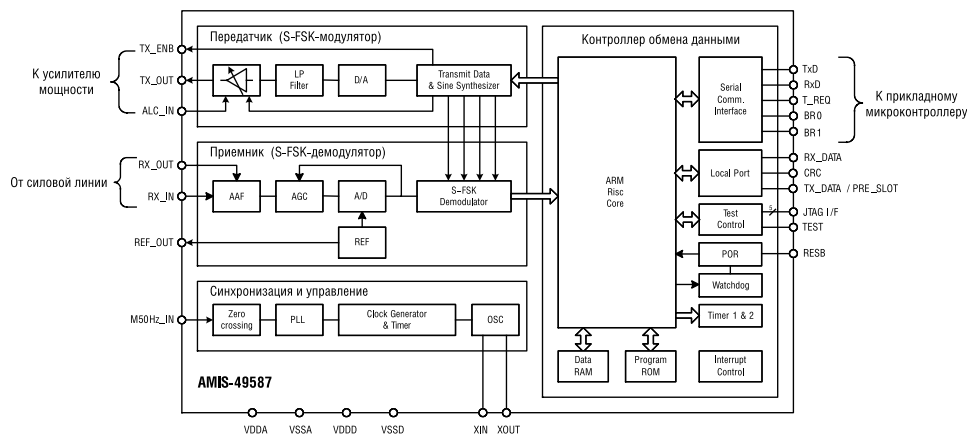 Передатчик (S-FSK-модулятор)
Контроллер обмена данными
TX_ENB
TX_OUT
ALC_IN
К усилителю
мощности
LP
Filter
D/A
Transmit Data
& Sine Synthesizer
Serial
Comm.
Interface
TxD
RxD
T_REQ
BR0
BR1
К прикладному
микроконтроллеру
Приемник (S-FSK-демодулятор)
RX_OUT
RX_IN
REF_OUT
От силовой линии
AAF
AGC
A/D
S-FSK
Demodulator
REF
ARM
Risc
Core
Local Port
RX_DATA
CRC
TX_DATA / PRE_SLOT
Test
Control
5
JTAG I/F
TEST
POR
RESB
Watchdog
Timer 1 & 2
Синхронизация и управление
M50Hz_IN
Zero
crossing
PLL
Clock Generator
& Timer
OSC
Data
RAM
Program
ROM
Interrupt
Control
AMIS-49587
VDDA
VSSA
VDDD
VSSD
XIN
XOUT